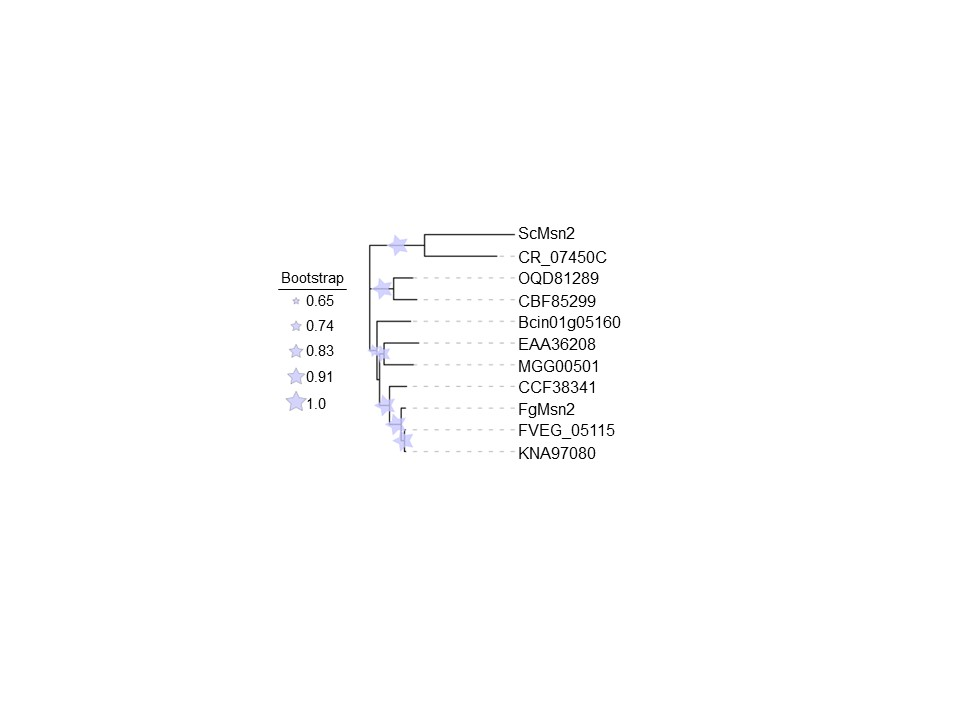 Bootstrap
0.65
0.74
0.83
0.91
1.0
ScMsn2
CR_07450C
OQD81289
CBF85299
Bcin01g05160
EAA36208
MGG00501
CCF38341
FgMsn2
FVEG_05115
KNA97080